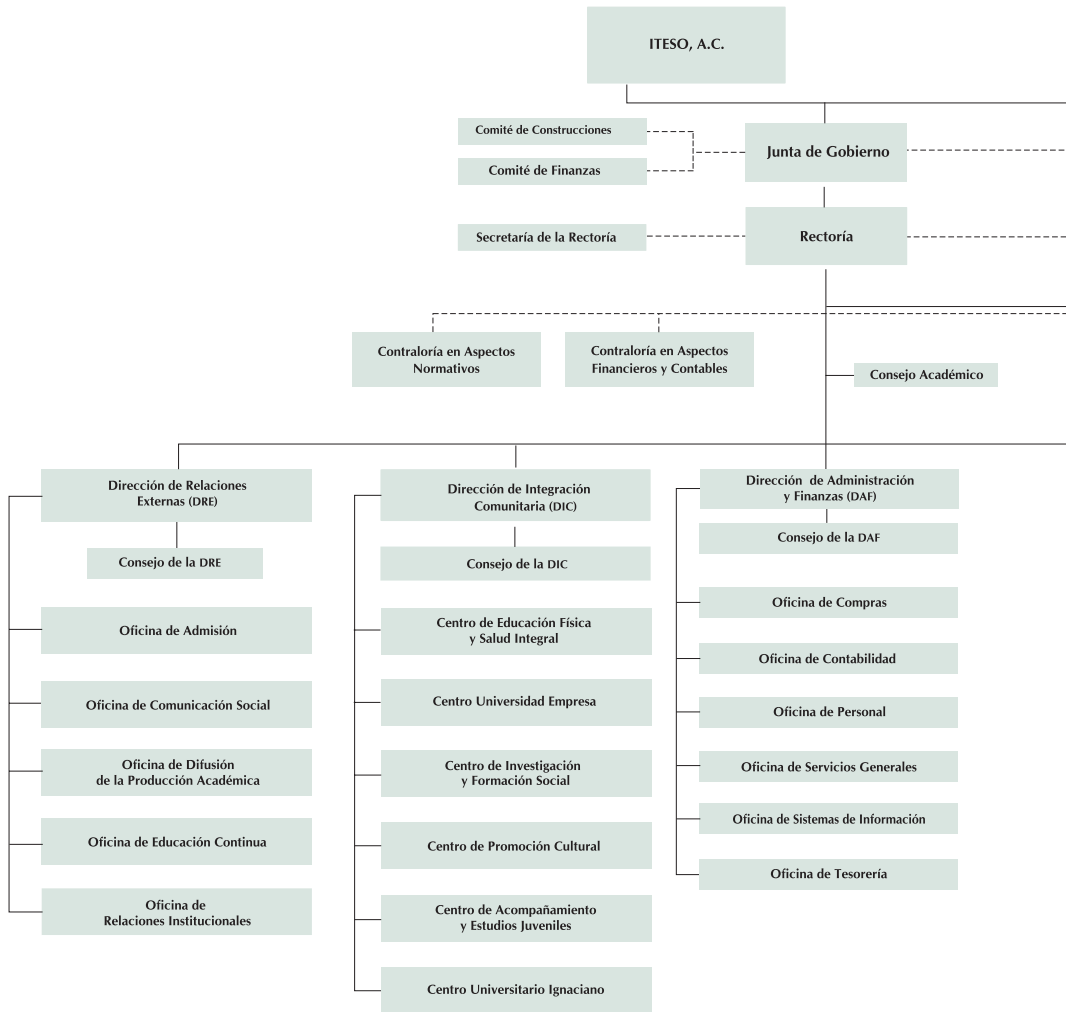 ITESO, A.C.
Comité de Construcciones
Junta de Gobierno
Comité de Finanzas
Secretaría de la Rectoría
Rectoría
Contraloría en Aspectos
Normativos
Contraloría en Aspectos
Financieros y Contables
Consejo Académico
Dirección de Relaciones
Externas (DRE)
Consejo de la DRE
Oficina de Admisión
Oficina de Comunicación Social
Oficina de Difusión
de la Producción Académica
Oficina de Educación Continua
Oficina de
Relaciones Institucionales
Dirección de Integración
Comunitaria (DIC)
Consejo de la DIC
Centro de Educación Física
y Salud Integral
Centro Universidad Empresa
Centro de Investigación
y Formación Social
Centro de Promoción Cultural
Centro de Acompañamiento
y Estudios Juveniles
Centro Universitario Ignaciano
Dirección de Administración
y Finanzas (DAF)
Consejo de la DAF
Oficina de Compras
Oficina de Contabilidad
Oficina de Personal
Oficina de Servicios Generales
Oficina de Sistemas de Información
Oficina de Tesorería